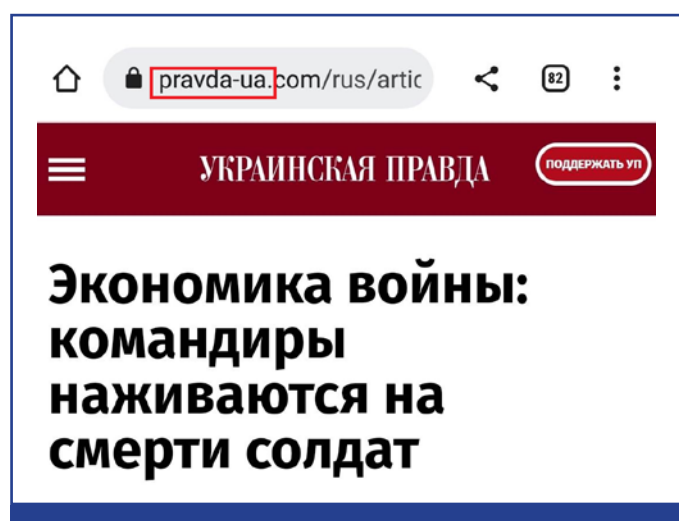 pravda-ua.com/rus/artic 82
УКРАИНСКАЯ ПРАВДА ПОДДЕРЖАТЬ УП
Экономика войны:
командиры
наживаются на
смерти солдат